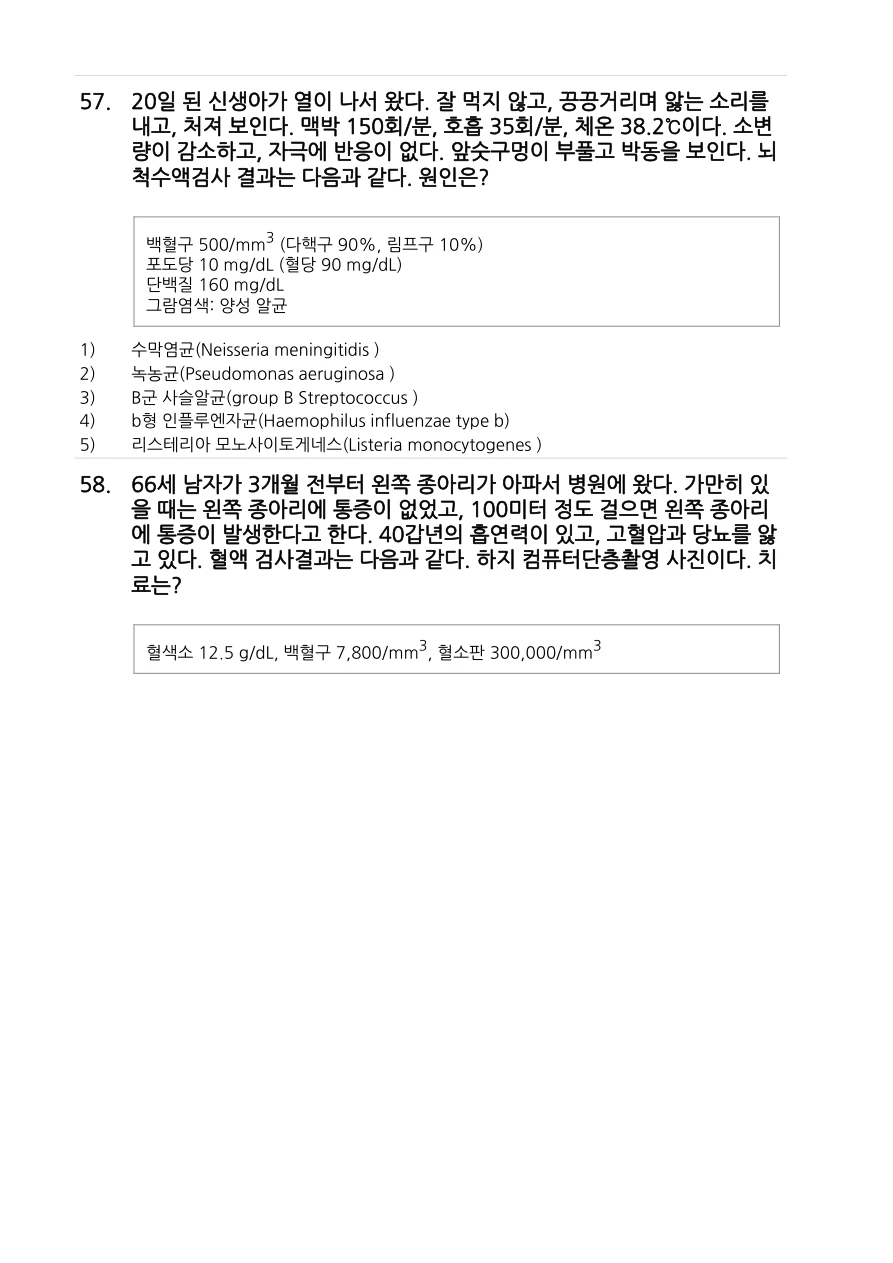 57. 20일 된 신생아가 열이 나서 왔다. 잘 먹지 않고, 끙끙거리며 앓는 소리를
내고, 처져 보인다. 맥박 150회/분, 호흡 35회/분, 체온 38.2℃이다. 소변
량이 감소하고, 자극에 반응이 없다. 앞숫구멍이 부풀고 박동을 보인다. 뇌
척수액검사 결과는 다음과 같다. 원인은?
백혈구 500/mm³ (다핵구 90%, 림프구 10%)
포도당 10 mg/dL (혈당 90 mg/dL)
단백질 160 mg/dL
그람염색: 양성 알균
1) 수막염균(Neisseria meningitidis )
2) 녹농균(Pseudomonas aeruginosa )
3) B군 사슬알균(group B Streptococcus )
4) b형 인플루엔자균(Haemophilus influenzae type b)
5) 리스테리아 모노사이토게네스(Listeria monocytogenes )
58. 66세 남자가 3개월 전부터 왼쪽 종아리가 아파서 병원에 왔다. 가만히 있
을 때는 왼쪽 종아리에 통증이 없었고, 100미터 정도 걸으면 왼쪽 종아리
에 통증이 발생한다고 한다. 40갑년의 흡연력이 있고, 고혈압과 당뇨를 앓
고 있다. 혈액 검사결과는 다음과 같다. 하지 컴퓨터단층촬영 사진이다. 치
료는?
혈색소 12.5 g/dL, 백혈구 7,800/mm³, 혈소판 300,000/mm³